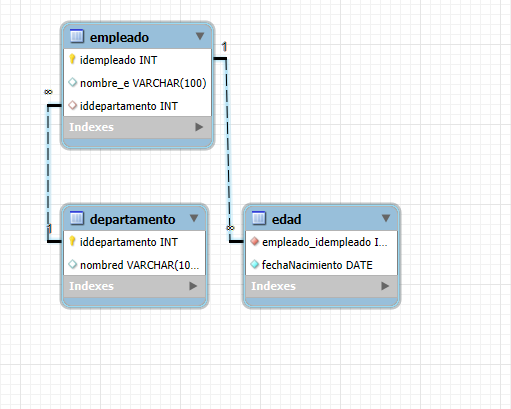 empleado
1
idempleado INT
nombre_e VARCHAR(100)
∞
iddepartamento INT
Indexes
departamento
1
iddepartamento INT
nombred VARCHAR(10...
Indexes
edad
∞
empleado_idempleado I...
fechaNacimiento DATE
Indexes